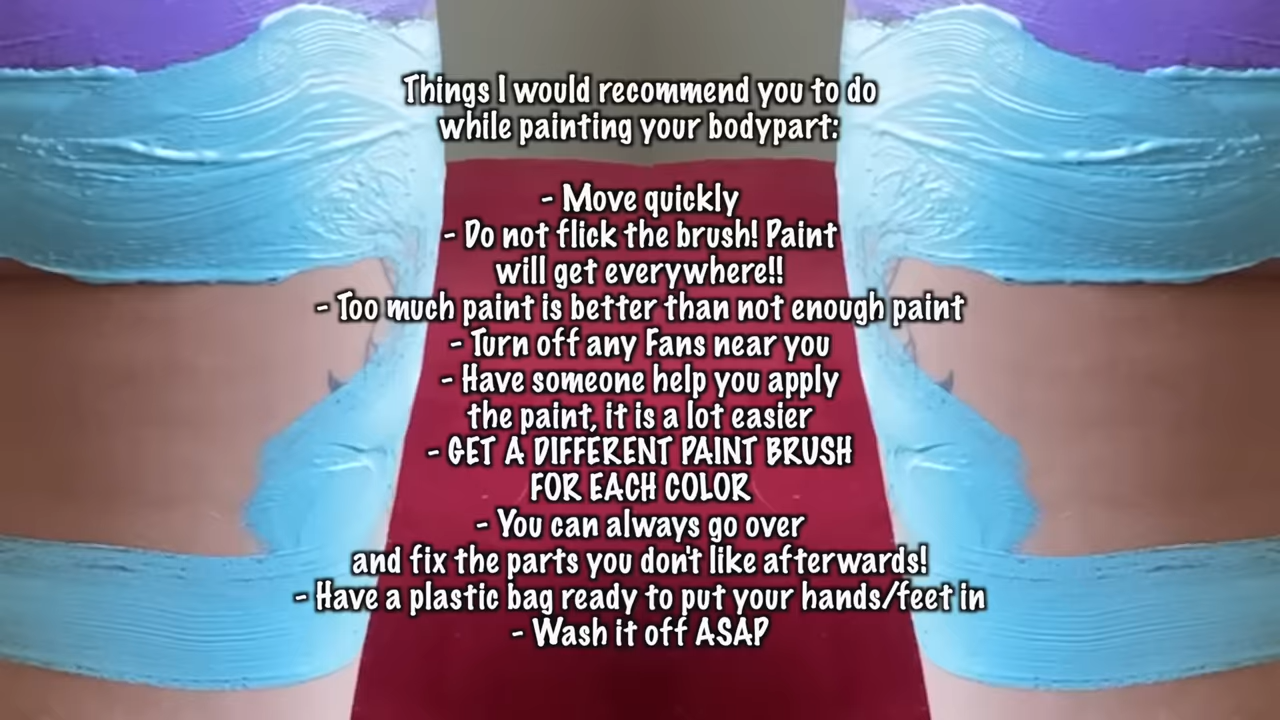 Things I would recommend you to do
while painting your bodypart:
- Move quickly
- Do not flick the brush! Paint
will get everywhere!!
- Too much paint is better than not enough paint
- Turn off any Fans near you
- Have someone help you apply
the paint, it is a lot easier
- GET A DIFFERENT PAINT BRUSH
FOR EACH COLOR
- You can always go over
and fix the parts you don't like afterwards!
- Have a plastic bag ready to put your hands/feet in
- Wash it off ASAP